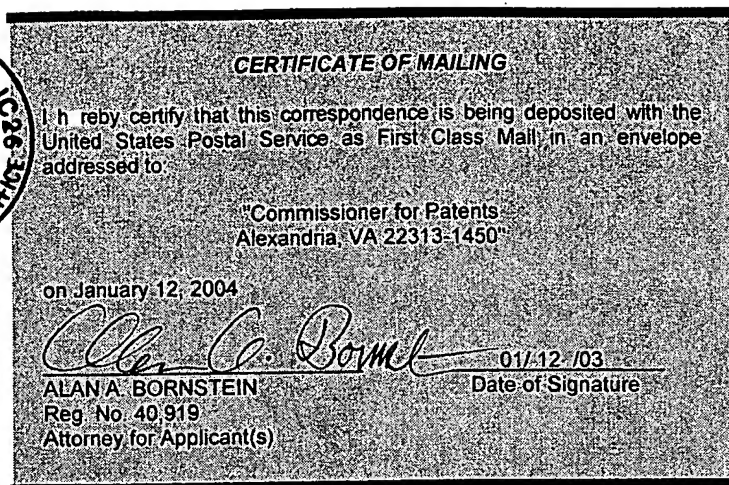 CERTIFICATE OF MAILING
I h reby certify that this correspondence is being deposited with the
United States Postal Service as First Class Mail in an envelope
addressed to:
"Commissioner for Patents
Alexandria, VA 22313-1450"
on January 12, 2004
01/ 12 /03
ALAN A. BORNSTEIN
Date of Signature
Reg. No. 40,919
Attorney for Applicant(s)